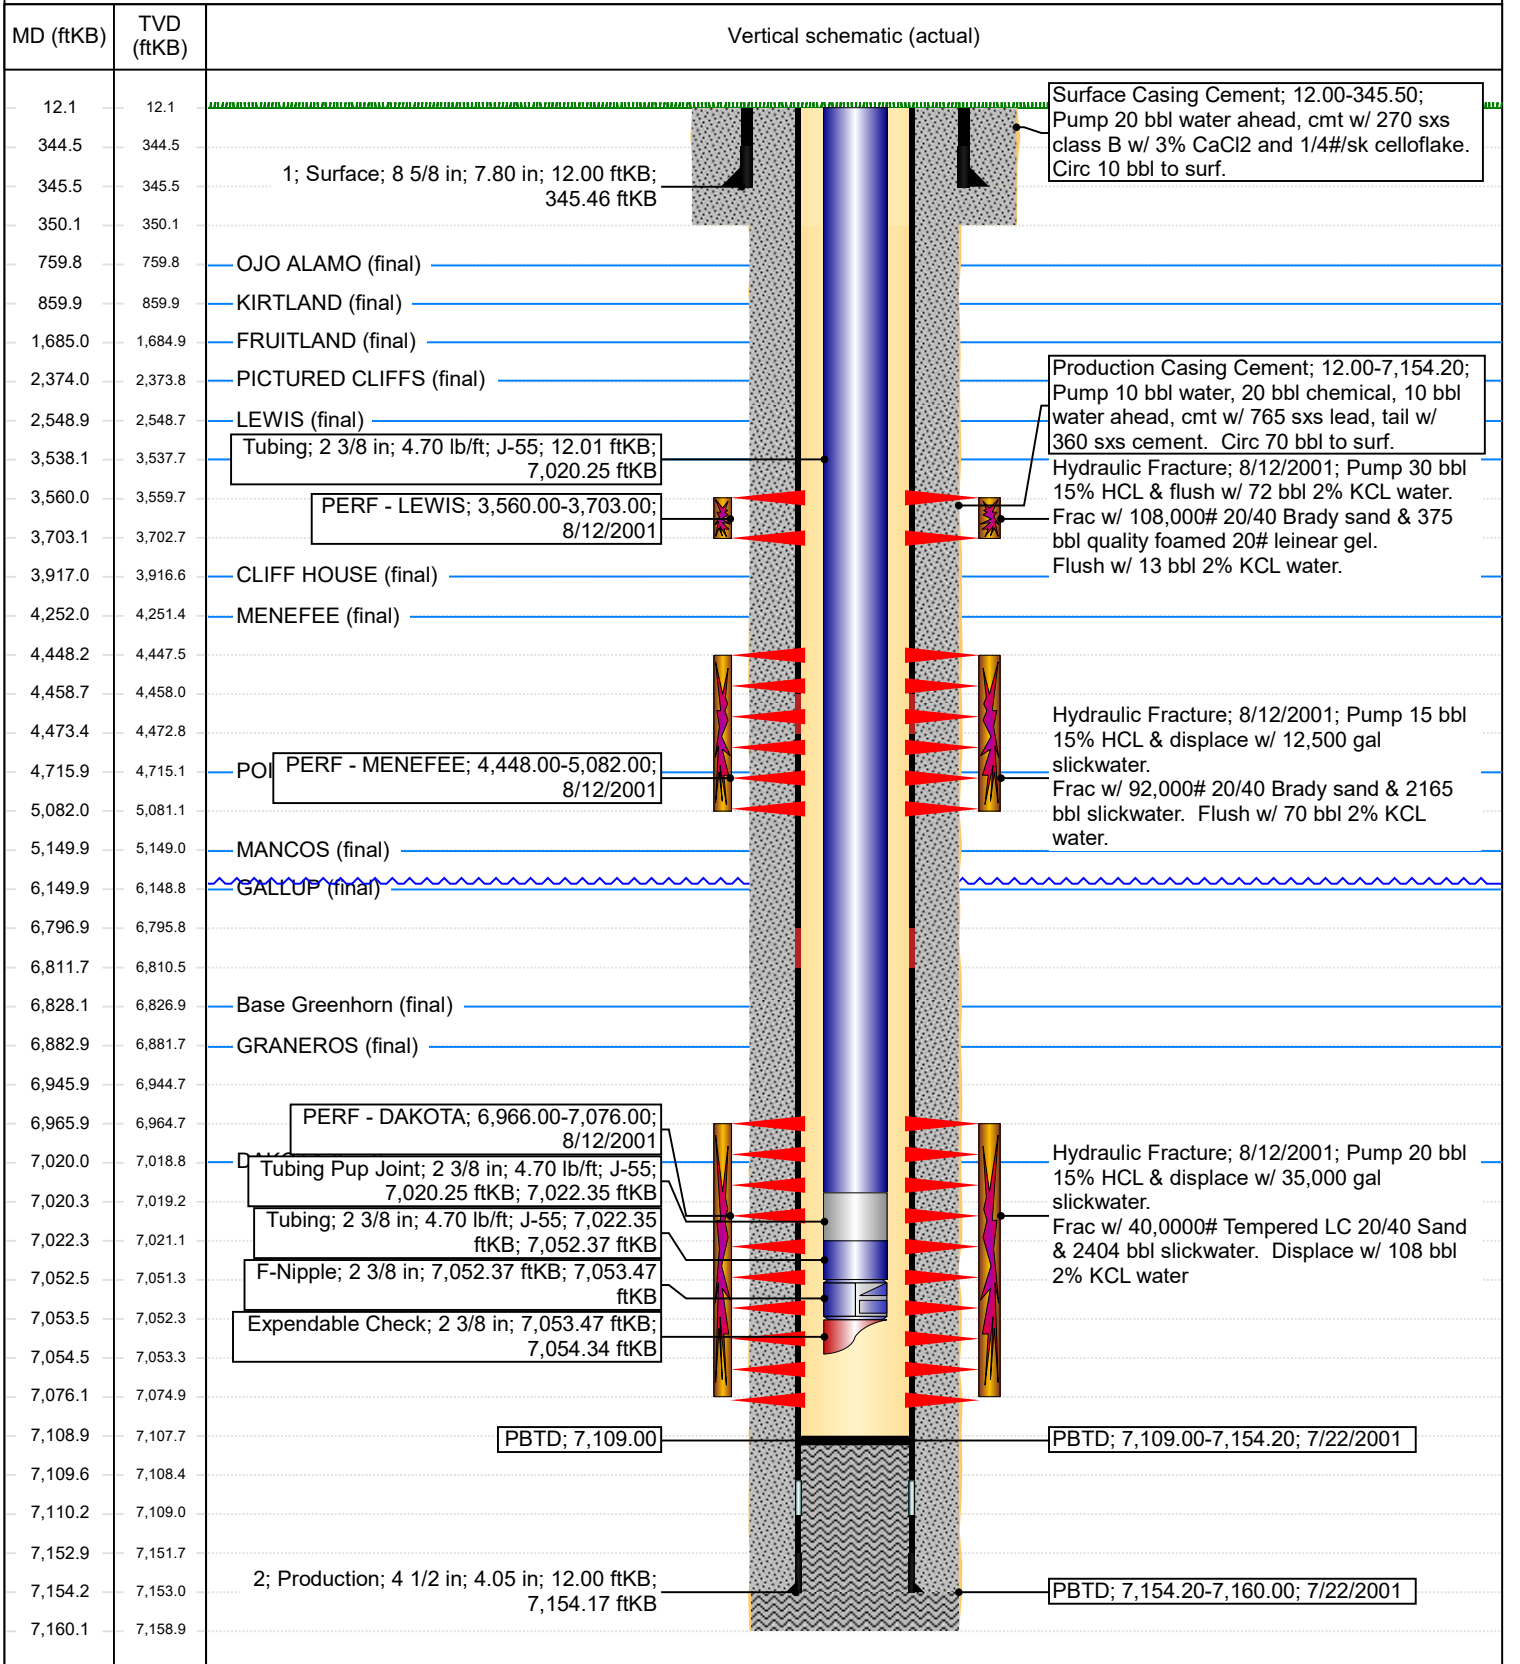 MD (ftKB)
TVD
(ftKB)
Vertical schematic (actual)
12.1 12.1
344.5 344.5
345.5 345.5
350.1 350.1
759.8 759.8
859.9 859.9
1,685.0 1,684.9
2,374.0 2,373.8
2,548.9 2,548.7
3,538.1 3,537.7
3,560.0 3,559.7
3,703.1 3,702.7
3,917.0 3,916.6
4,252.0 4,251.4
4,448.2 4,447.5
4,458.7 4,458.0
4,473.4 4,472.8
4,715.9 4,715.1
5,082.0 5,081.1
5,149.9 5,149.0
6,149.9 6,148.8
6,796.9 6,795.8
6,811.7 6,810.5
6,828.1 6,826.9
6,882.9 6,881.7
6,945.9 6,944.7
6,965.9 6,964.7
7,020.0 7,018.8
7,020.3 7,019.2
7,022.3 7,021.1
7,052.5 7,051.3
7,053.5 7,052.3
7,054.5 7,053.3
7,076.1 7,074.9
7,108.9 7,107.7
7,109.6 7,108.4
7,110.2 7,109.0
7,152.9 7,151.7
7,154.2 7,153.0
7,160.1 7,158.9
1; Surface; 8 5/8 in; 7.80 in; 12.00 ftKB;
345.46 ftKB
OJO ALAMO (final)
KIRTLAND (final)
FRUITLAND (final)
PICTURED CLIFFS (final)
LEWIS (final)
Tubing; 2 3/8 in; 4.70 lb/ft; J-55; 12.01 ftKB;
7,020.25 ftKB
PERF - LEWIS; 3,560.00-3,703.00;
8/12/2001
CLIFF HOUSE (final)
MENEFEE (final)
POI
PERF - MENEFEE; 4,448.00-5,082.00;
8/12/2001
MANCOS (final)
GALLUP (final)
Base Greenhorn (final)
GRANEROS (final)
PERF - DAKOTA; 6,966.00-7,076.00;
8/12/2001
Tubing Pup Joint; 2 3/8 in; 4.70 lb/ft; J-55;
7,020.25 ftKB; 7,022.35 ftKB
Tubing; 2 3/8 in; 4.70 lb/ft; J-55; 7,022.35
ftKB; 7,052.37 ftKB
F-Nipple; 2 3/8 in; 7,052.37 ftKB; 7,053.47
ftKB
Expendable Check; 2 3/8 in; 7,053.47 ftKB;
7,054.34 ftKB
PBTD; 7,109.00
2; Production; 4 1/2 in; 4.05 in; 12.00 ftKB;
7,154.17 ftKB
Surface Casing Cement; 12.00-345.50;
Pump 20 bbl water ahead, cmt w/ 270 sxs
class B w/ 3% CaCl2 and 1/4#/sk celloflake.
Circ 10 bbl to surf.
Production Casing Cement; 12.00-7,154.20;
Pump 10 bbl water, 20 bbl chemical, 10 bbl
water ahead, cmt w/ 765 sxs lead, tail w/
360 sxs cement.  Circ 70 bbl to surf.
Hydraulic Fracture; 8/12/2001; Pump 30 bbl
15% HCL & flush w/ 72 bbl 2% KCL water.
Frac w/ 108,000# 20/40 Brady sand & 375
bbl quality foamed 20# leinear gel.
Flush w/ 13 bbl 2% KCL water.
Hydraulic Fracture; 8/12/2001; Pump 15 bbl
15% HCL & displace w/ 12,500 gal
slickwater.
Frac w/ 92,000# 20/40 Brady sand & 2165
bbl slickwater.  Flush w/ 70 bbl 2% KCL
water.
Hydraulic Fracture; 8/12/2001; Pump 20 bbl
15% HCL & displace w/ 35,000 gal
slickwater.
Frac w/ 40,0000# Tempered LC 20/40 Sand
& 2404 bbl slickwater.  Displace w/ 108 bbl
2% KCL water
PBTD; 7,109.00-7,154.20; 7/22/2001
PBTD; 7,154.20-7,160.00; 7/22/2001